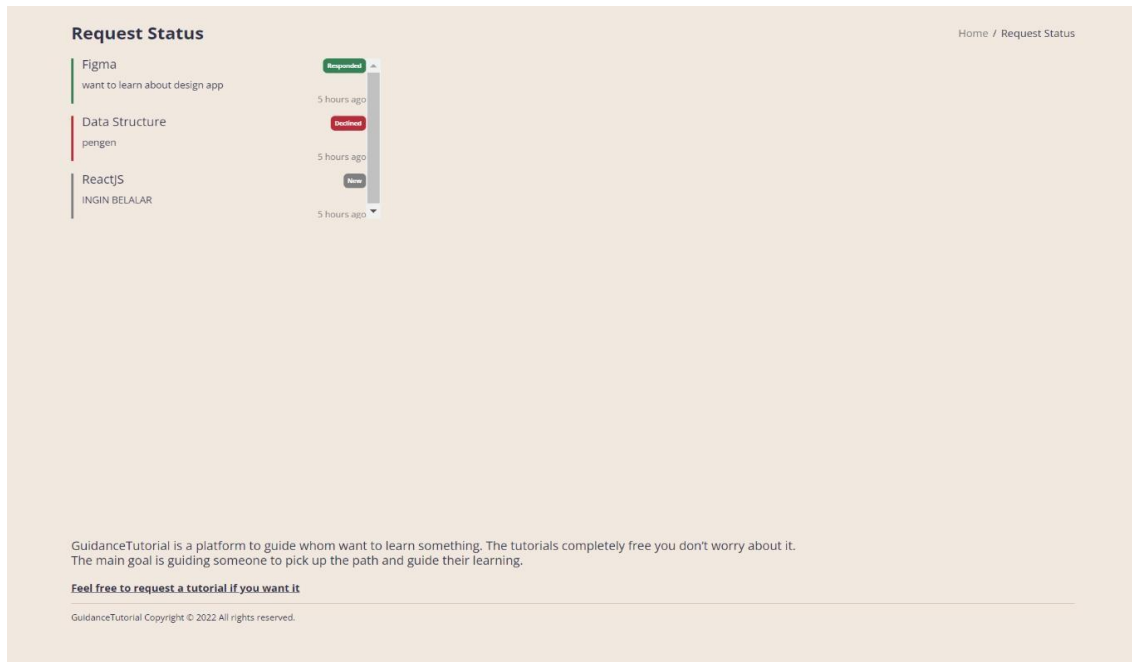 Request Status
Home / Request Status
Figma
Responded
want to learn about design app
5 hours ago
Data Structure
Declined
pengen
5 hours ago
ReactJS
New
INGIN BELALAR
5 hours ago
GuidanceTutorial is a platform to guide whom want to learn something. The tutorials completely free you don't worry about it.
The main goal is guiding someone to pick up the path and guide their learning.
Feel free to request a tutorial if you want it
GuidanceTutorial Copyright © 2022 All rights reserved.